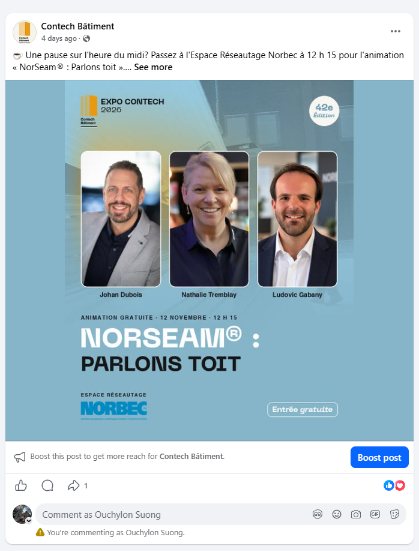 Contech Bâtiment
4 days ago ·
☕ Une pause sur l'heure du midi? Passez à l'Espace Réseautage Norbec à 12 h 15 pour l'animation
« NorSeam® : Parlons toit ».... See more
EXPO CONTECH
2026
Contech
Bâtiment
42e
Édition
Johan Dubois
Nathalie Tremblay
Ludovic Gabany
ANIMATION GRATUITE · 12 NOVEMBRE · 12 H 15
NORSEAM® :
PARLONS TOIT
ESPACE RÉSEAUTAGE
NORBEC
Entrée gratuite
Boost this post to get more reach for Contech Bâtiment.
Boost post
1
Comment as Ouchylon Suong
GIF
You're commenting as Ouchylon Suong.